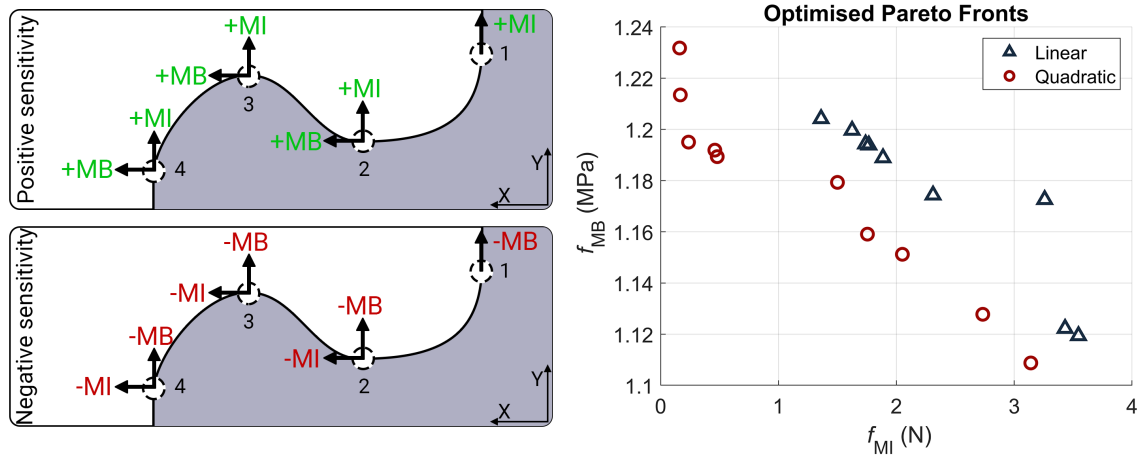 Positive sensitivity
+MI
+MI
1
+MB
3
+MI
+MI
+MB
2
+MB
4
Y
X
Negative sensitivity
-MB
-MB
1
-MI
3
-MB
-MB
-MI
2
-MI
4
Y
X
Optimised Pareto Fronts
Linear
Quadratic
1.24
1.22
1.2
1.18
1.16
1.14
1.12
1.1
0
1
2
3
4
fMB (MPa)
fMI (N)